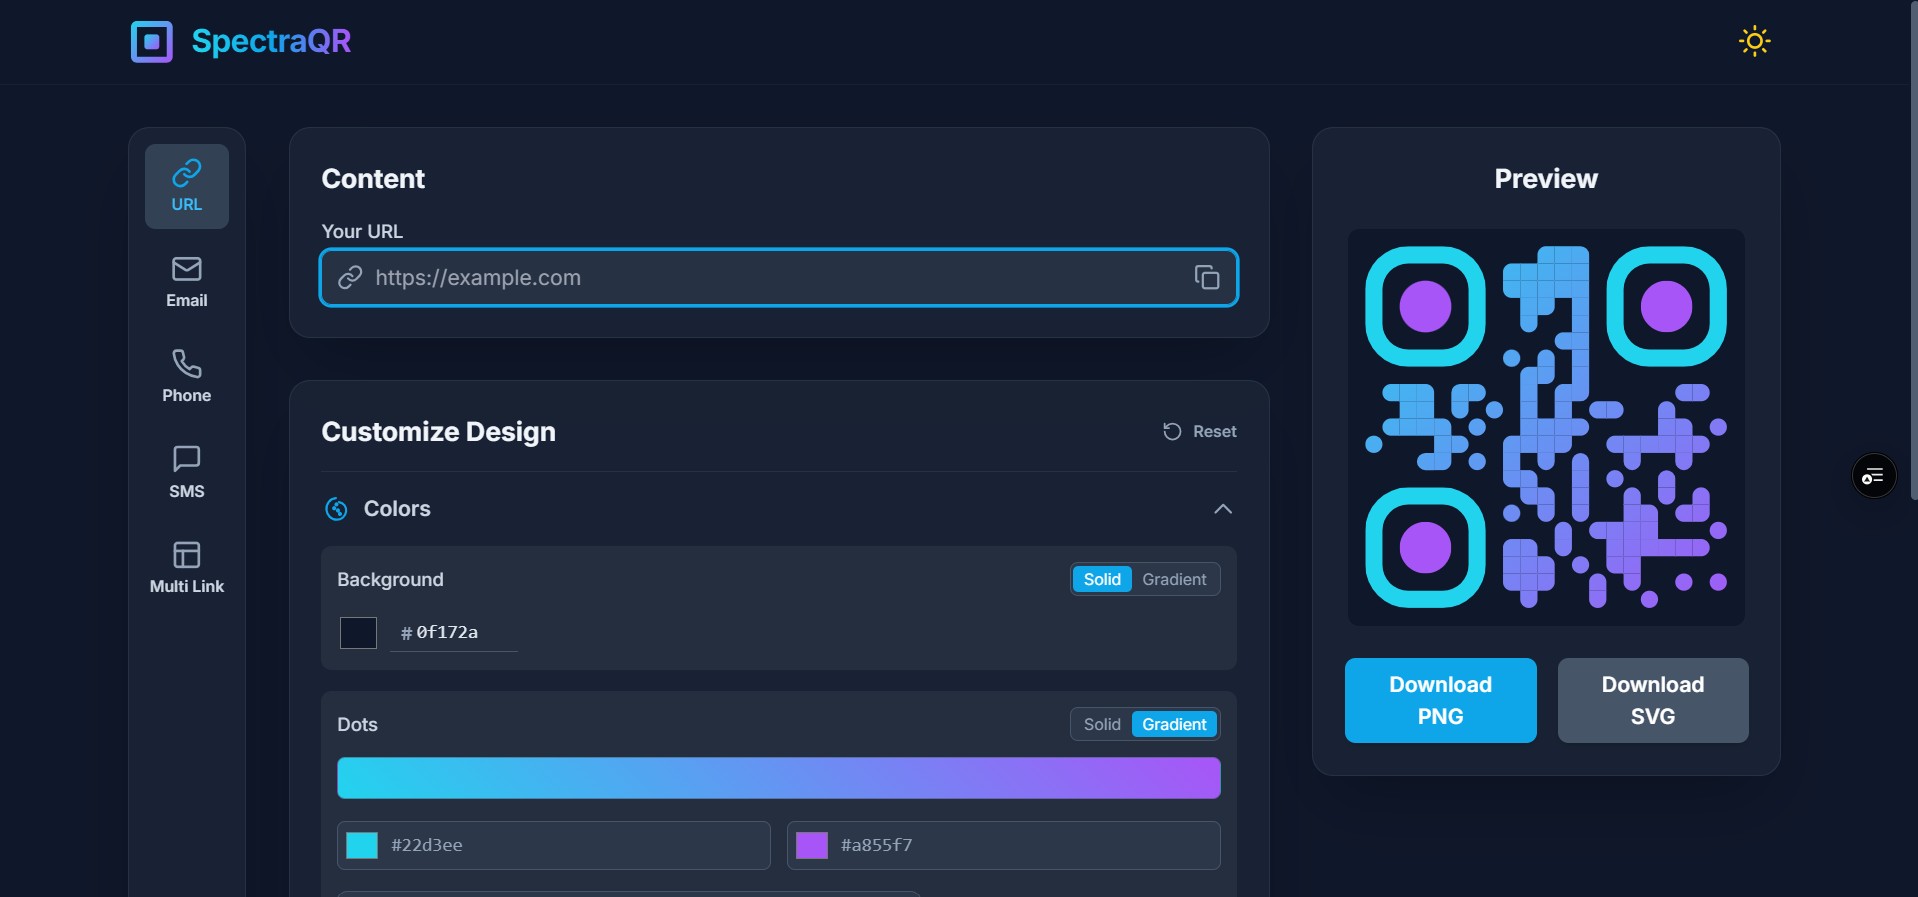 SpectraQR
URL
Email
Phone
SMS
Multi Link
Content
Your URL
https://example.com
Customize Design
Reset
Colors
Background
Solid
Gradient
# 0f172a
Dots
Solid
Gradient
#22d3ee
#a855f7
Preview
Download
PNG
Download
SVG